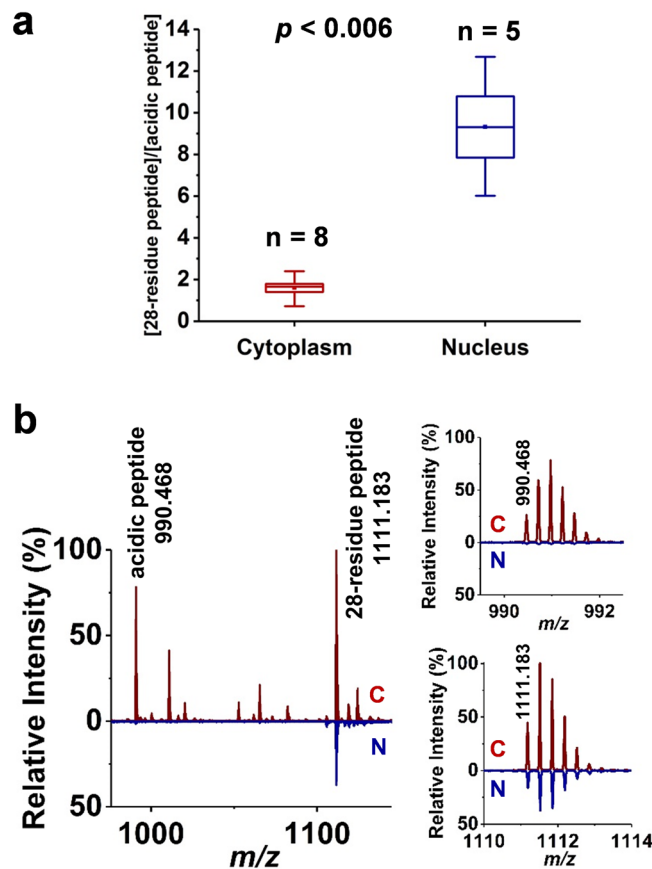 a
p < 0.006
n = 5
n = 8
[28-residue peptide]/[acidic peptide]
14
12
10
8
6
4
2
0
Cytoplasm
Nucleus
b
acidic peptide
990.468
28-residue peptide
1111.183
Relative Intensity (%)
100
50
0
50
C
N
1000
1100
m/z
Relative Intensity (%)
100
50
0
50
990.468
C
N
990
992
m/z
Relative Intensity (%)
100
50
0
50
1111.183
C
N
1110
1112
1114
m/z